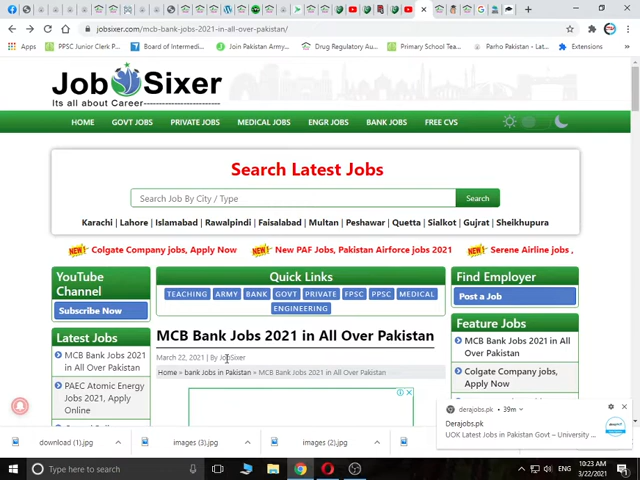 jobsixer.com/mcb-bank-jobs-2021-in-all-over-pakistan/
Apps
PPSC Junior Clerk P...
Board of Intermedi...
Join Pakistan Army...
Drug Regulatory Au...
Primary School Tea...
Parho Pakistan - Lat...
Extensions
Job Sixer
Its all about Career
HOME GOVT JOBS PRIVATE JOBS MEDICAL JOBS ENGR JOBS BANK JOBS FREE CVS
Search Latest Jobs
Search Job By City / Type
Search
Karachi | Lahore | Islamabad | Rawalpindi | Faisalabad | Multan | Peshawar | Quetta | Sialkot | Gujrat | Sheikhupura
NEW! Colgate Company jobs, Apply Now NEW! New PAF Jobs, Pakistan Airforce jobs 2021 NEW! Serene Airline jobs ,
YouTube
Channel
Subscribe Now
Quick Links
TEACHING ARMY BANK GOVT PRIVATE FPSC PPSC MEDICAL
ENGINEERING
Find Employer
Post a Job
Latest Jobs
MCB Bank Jobs 2021
in All Over Pakistan
PAEC Atomic Energy
Jobs 2021, Apply
Online
MCB Bank Jobs 2021 in All Over Pakistan
March 22, 2021 | By JobSixer
Home » bank Jobs in Pakistan » MCB Bank Jobs 2021 in All Over Pakistan
Feature Jobs
MCB Bank Jobs 2021 in All
Over Pakistan
Colgate Company jobs,
Apply Now
derajobs.pk • 39m
Derajobs.pk
UOK Latest Jobs in Pakistan Govt – University ...
download (1).jpg
images (3).jpg
images (2).jpg
Type here to search
ENG
10:23 AM
3/22/2021